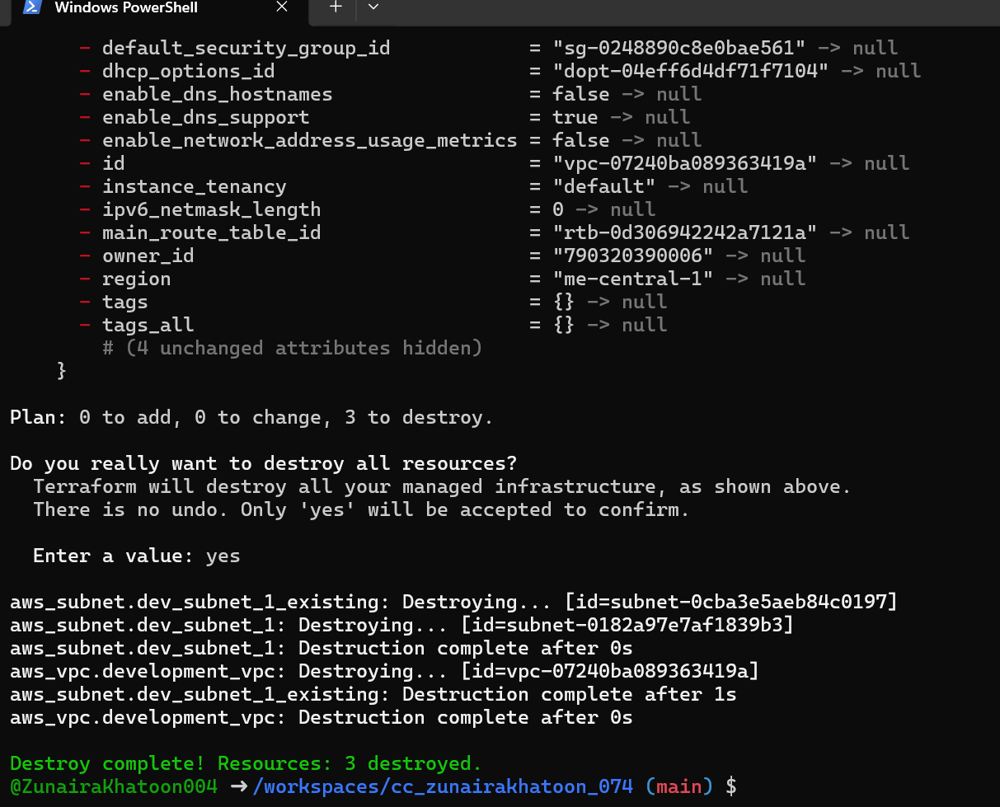 Windows PowerShell
- default_security_group_id = "sg-0248890c8e0bae561" -> null
- dhcp_options_id = "dopt-04eff6d4df71f7104" -> null
- enable_dns_hostnames = false -> null
- enable_dns_support = true -> null
- enable_network_address_usage_metrics = false -> null
- id = "vpc-07240ba089363419a" -> null
- instance_tenancy = "default" -> null
- ipv6_netmask_length = 0 -> null
- main_route_table_id = "rtb-0d306942242a7121a" -> null
- owner_id = "790320390006" -> null
- region = "me-central-1" -> null
- tags = {} -> null
- tags_all = {} -> null
# (4 unchanged attributes hidden)
}
Plan: 0 to add, 0 to change, 3 to destroy.
Do you really want to destroy all resources?
Terraform will destroy all your managed infrastructure, as shown above.
There is no undo. Only 'yes' will be accepted to confirm.
Enter a value: yes
aws_subnet.dev_subnet_1_existing: Destroying... [id=subnet-0cba3e5aeb84c0197]
aws_subnet.dev_subnet_1: Destroying... [id=subnet-0182a97e7af1839b3]
aws_subnet.dev_subnet_1: Destruction complete after 0s
aws_vpc.development_vpc: Destroying... [id=vpc-07240ba089363419a]
aws_subnet.dev_subnet_1_existing: Destruction complete after 1s
aws_vpc.development_vpc: Destruction complete after 0s
Destroy complete! Resources: 3 destroyed.
@ZunairaKhatoon004 → /workspaces/cc_zunairakhatoon_074 (main) $